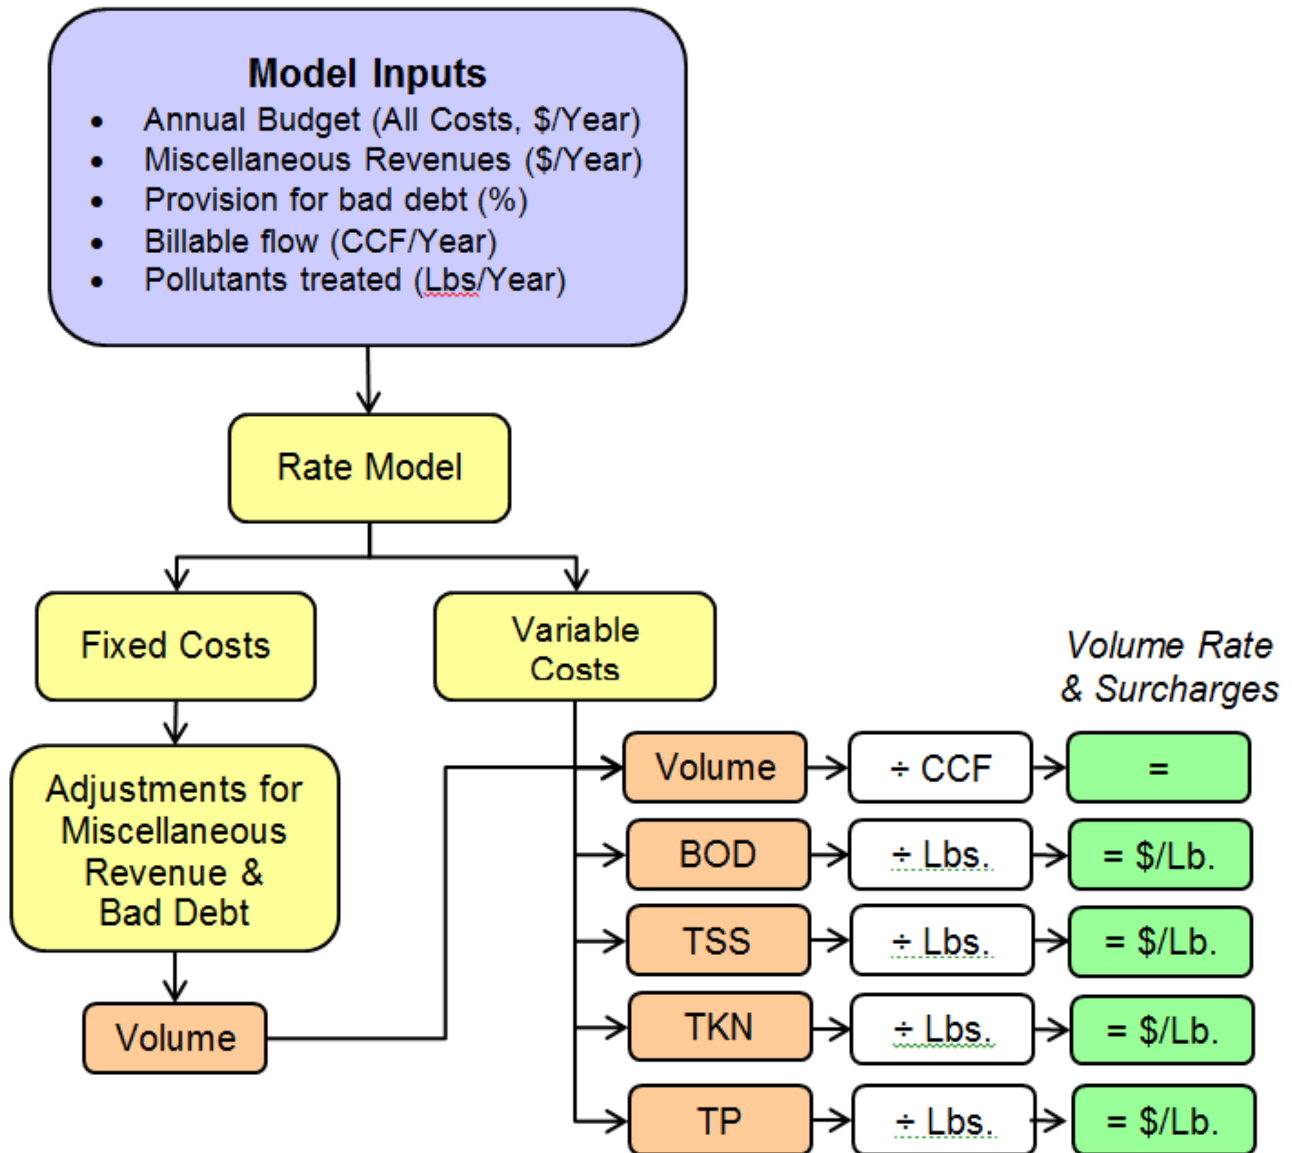 Model Inputs
• Annual Budget (All Costs, $/Year)
• Miscellaneous Revenues ($/Year)
• Provision for bad debt (%)
• Billable flow (CCF/Year)
• Pollutants treated (Lbs/Year)
Rate Model
Fixed Costs
Variable
Costs
Adjustments for
Miscellaneous
Revenue &
Bad Debt
Volume
Volume Rate
& Surcharges
Volume ÷ CCF =
BOD ÷ Lbs. = $/Lb.
TSS ÷ Lbs. = $/Lb.
TKN ÷ Lbs. = $/Lb.
TP ÷ Lbs. = $/Lb.